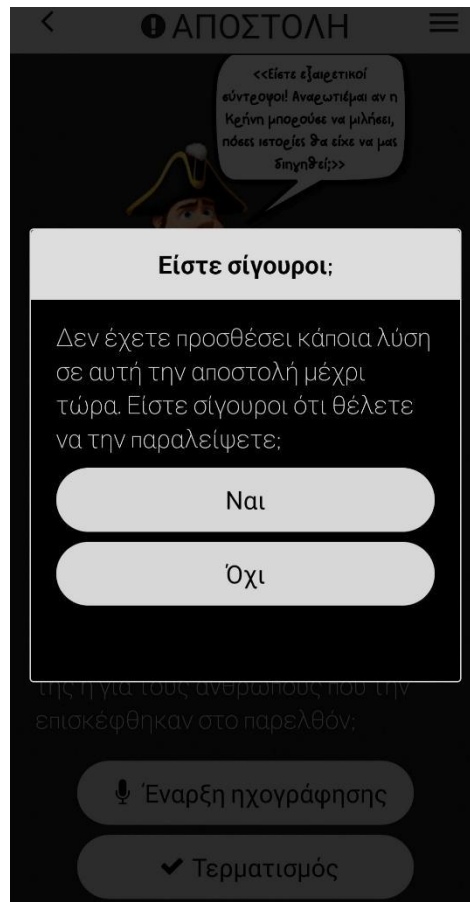 ΑΠΟΣΤΟΛΗ
<<Είστε εξαιρετικοί
σύντροφοι! Αναρωτιέμαι αν η
Κρήνη μπορούσε να μιλήσει,
πόσες ιστορίες θα είχε να μας
διηγηθεί;>>
Είστε σίγουροι;
Δεν έχετε προσθέσει κάποια λύση
σε αυτή την αποστολή μέχρι
τώρα. Είστε σίγουροι ότι θέλετε
να την παραλείψετε;
Ναι
Όχι
της ή για τους ανθρώπους που την
επισκέφθηκαν στο παρελθόν;
Έναρξη ηχογράφησης
Τερματισμός